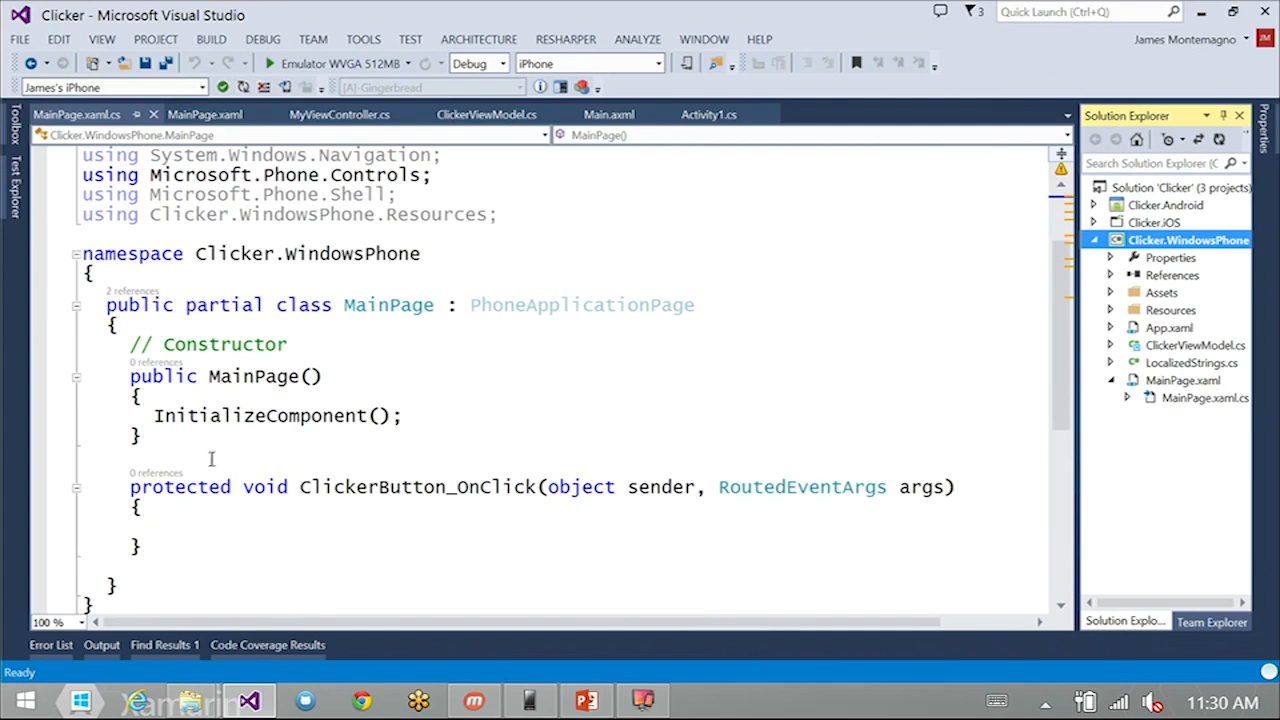 Clicker - Microsoft Visual Studio
3
Quick Launch (Ctrl+Q)
FILE EDIT VIEW PROJECT BUILD DEBUG TEAM TOOLS TEST ARCHITECTURE RESHARPER ANALYZE WINDOW HELP
James Montemagno JM
Emulator WVGA 512MB Debug iPhone
James's iPhone [A]-Gingerbread
MainPage.xaml.cs MainPage.xaml MyViewController.cs ClickerViewModel.cs Main.axml Activity1.cs
Clicker.WindowsPhone.MainPage MainPage()
Toolbox
Test Explorer
using System.Windows.Navigation;
using Microsoft.Phone.Controls;
using Microsoft.Phone.Shell;
using Clicker.WindowsPhone.Resources;
namespace Clicker.WindowsPhone
{
2 references
public partial class MainPage : PhoneApplicationPage
{
// Constructor
0 references
public MainPage()
{
InitializeComponent();
}
0 references
protected void ClickerButton_OnClick(object sender, RoutedEventArgs args)
{
}
}
}
100 %
Solution Explorer
Search Solution Explorer (C
Solution 'Clicker' (3 projects)
Clicker.Android
Clicker.iOS
Clicker.WindowsPhone
Properties
References
Assets
Resources
App.xaml
ClickerViewModel.cs
LocalizedStrings.cs
MainPage.xaml
MainPage.xaml.cs
Solution Explo... Team Explorer
Properties
Error List Output Find Results 1 Code Coverage Results
Ready
Xamarin
11:30 AM